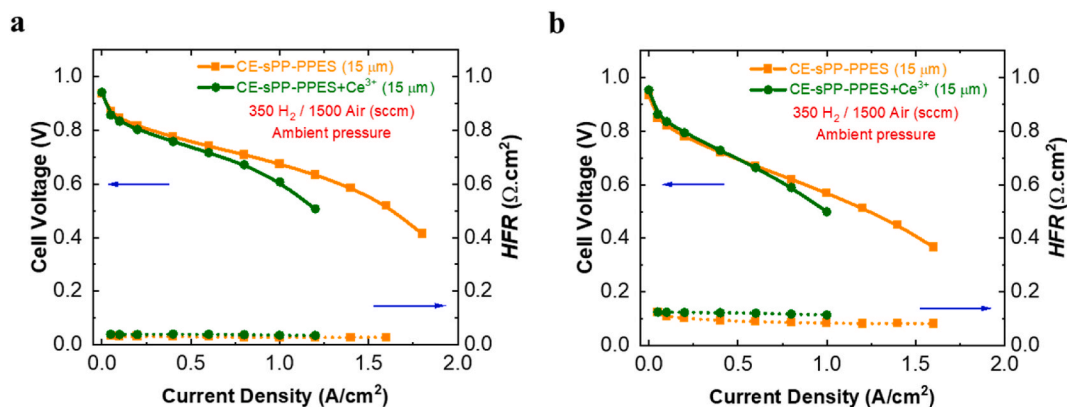 a
CE-sPP-PPES (15 μm)
CE-sPP-PPES+Ce³⁺ (15 μm)
350 H₂ / 1500 Air (sccm)
Ambient pressure
Cell Voltage (V)
1.0
0.8
0.6
0.4
0.2
0.0
HFR (Ω.cm²)
1.0
0.8
0.6
0.4
0.2
0.0
0.0 0.5 1.0 1.5 2.0
Current Density (A/cm²)
b
CE-sPP-PPES (15 μm)
CE-sPP-PPES+Ce³⁺ (15 μm)
350 H₂ / 1500 Air (sccm)
Ambient pressure
Cell Voltage (V)
1.0
0.8
0.6
0.4
0.2
0.0
HFR (Ω.cm²)
1.0
0.8
0.6
0.4
0.2
0.0
0.0 0.5 1.0 1.5 2.0
Current Density (A/cm²)